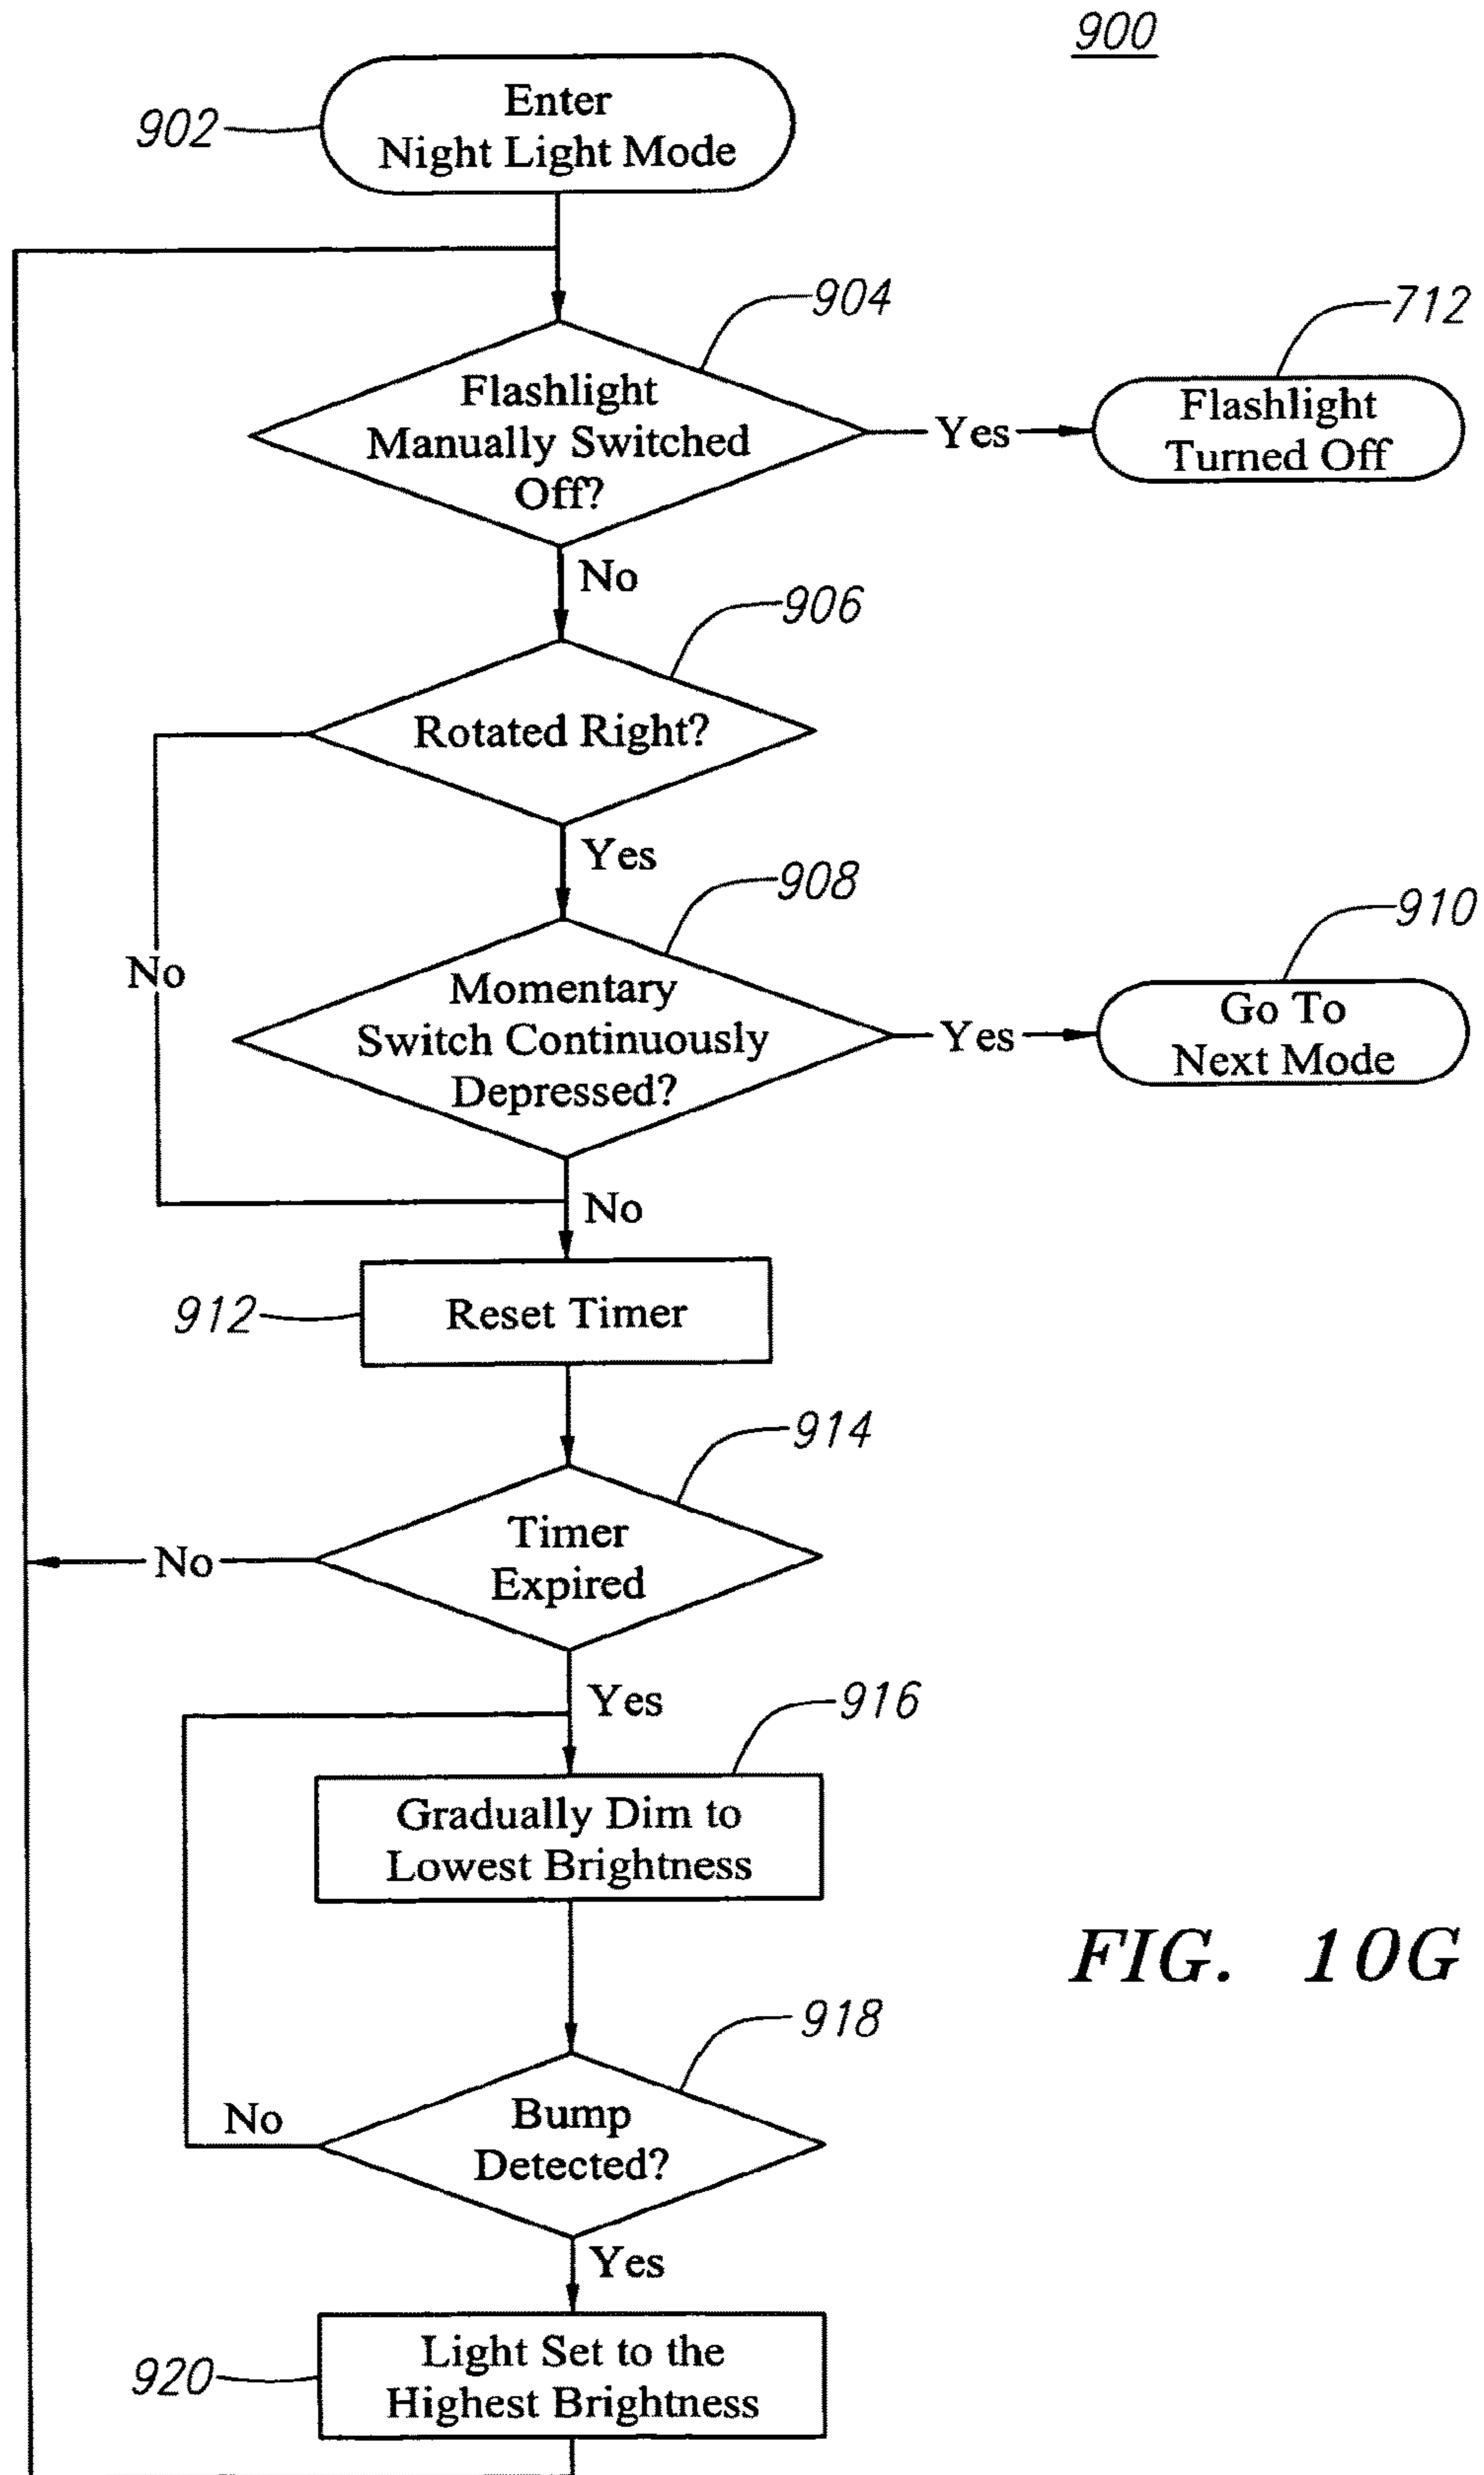 900
Enter
Night Light Mode
902
904
Flashlight
Manually Switched
Off?
Yes
712
Flashlight
Turned Off
No
906
Rotated Right?
No
Yes
908
Momentary
Switch Continuously
Depressed?
Yes
910
Go To
Next Mode
No
912
Reset Timer
914
Timer
Expired
No
Yes
916
Gradually Dim to
Lowest Brightness
FIG. 10G
918
Bump
Detected?
No
Yes
920
Light Set to the
Highest Brightness